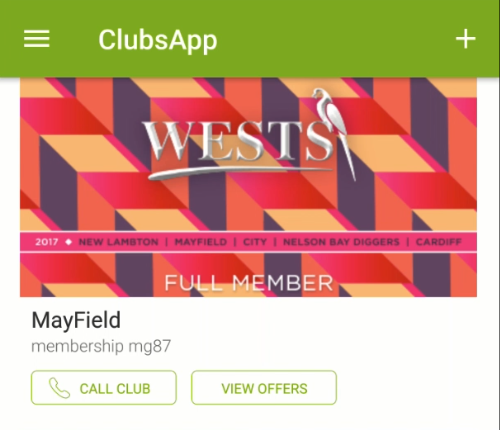 ClubsApp
WESTS
2017 ◆ NEW LAMBTON | MAYFIELD | CITY | NELSON BAY DIGGERS | CARDIFF
FULL MEMBER
MayField
membership mg87
CALL CLUB VIEW OFFERS